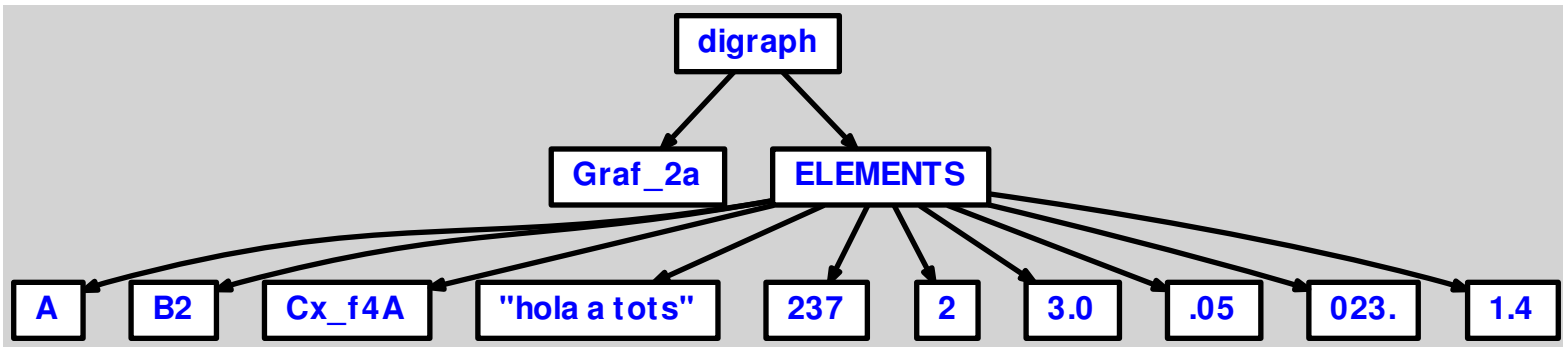 digraph
Graf_2a ELEMENTS
A B2 Cx_f4A "hola a tots" 237 2 3.0 .05 023. 1.4